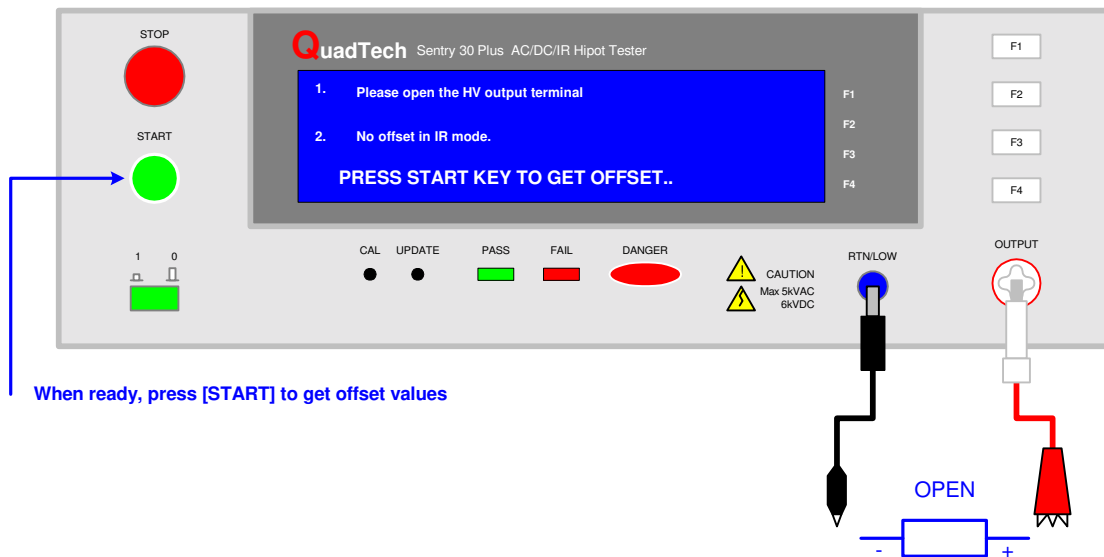 STOP
START
1 0
QuadTech Sentry 30 Plus AC/DC/IR Hipot Tester
1. Please open the HV output terminal
2. No offset in IR mode.
PRESS START KEY TO GET OFFSET..
F1
F2
F3
F4
F1
F2
F3
F4
CAL UPDATE PASS FAIL DANGER
CAUTION
Max 5kVAC
6kVDC
RTN/LOW
OUTPUT
When ready, press [START] to get offset values
OPEN
- +